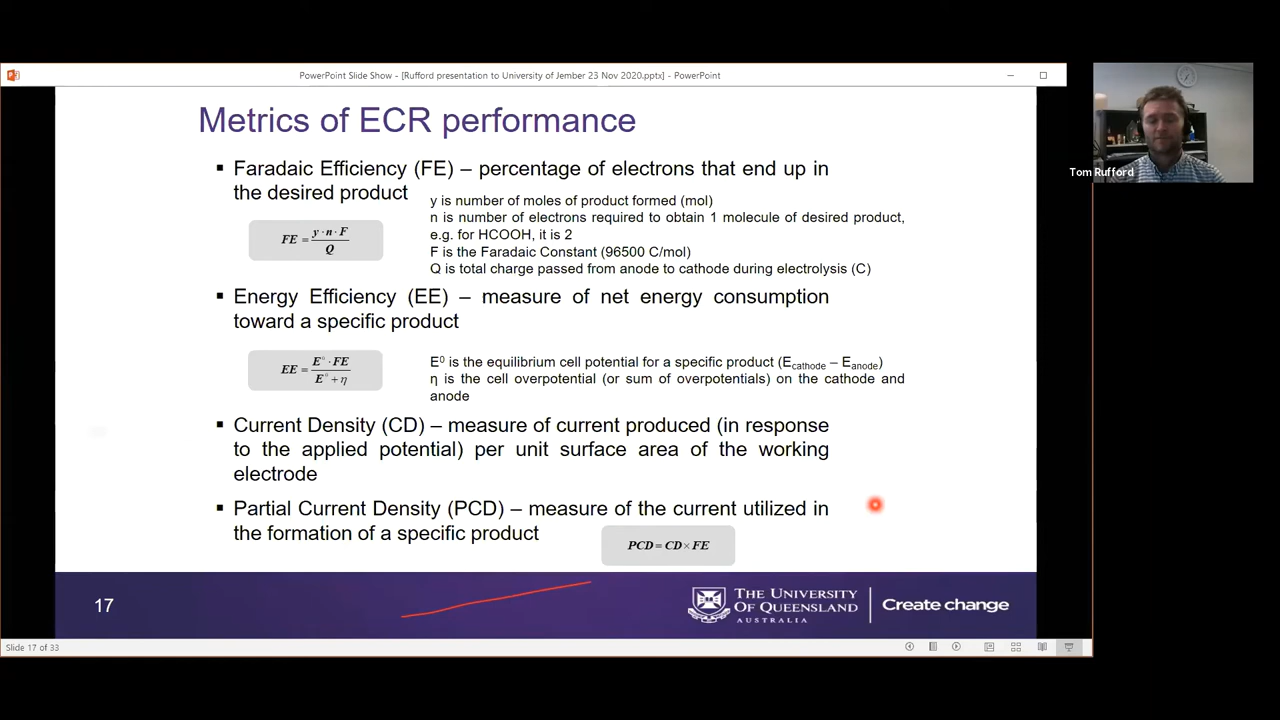 PowerPoint Slide Show - [Rufford presentation to University of Jember 23 Nov 2020.pptx] - PowerPoint
Metrics of ECR performance
▪ Faradaic Efficiency (FE) – percentage of electrons that end up in
the desired product
y is number of moles of product formed (mol)
n is number of electrons required to obtain 1 molecule of desired product,
e.g. for HCOOH, it is 2
F is the Faradaic Constant (96500 C/mol)
Q is total charge passed from anode to cathode during electrolysis (C)
FE = y·n·F / Q
▪ Energy Efficiency (EE) – measure of net energy consumption
toward a specific product
EE = E°·FE / E°+η
E⁰ is the equilibrium cell potential for a specific product (Ecathode – Eanode)
η is the cell overpotential (or sum of overpotentials) on the cathode and
anode
▪ Current Density (CD) – measure of current produced (in response
to the applied potential) per unit surface area of the working
electrode
▪ Partial Current Density (PCD) – measure of the current utilized in
the formation of a specific product
PCD = CD × FE
17
THE UNIVERSITY
OF QUEENSLAND
AUSTRALIA
Create change
Slide 17 of 33
Tom Rufford